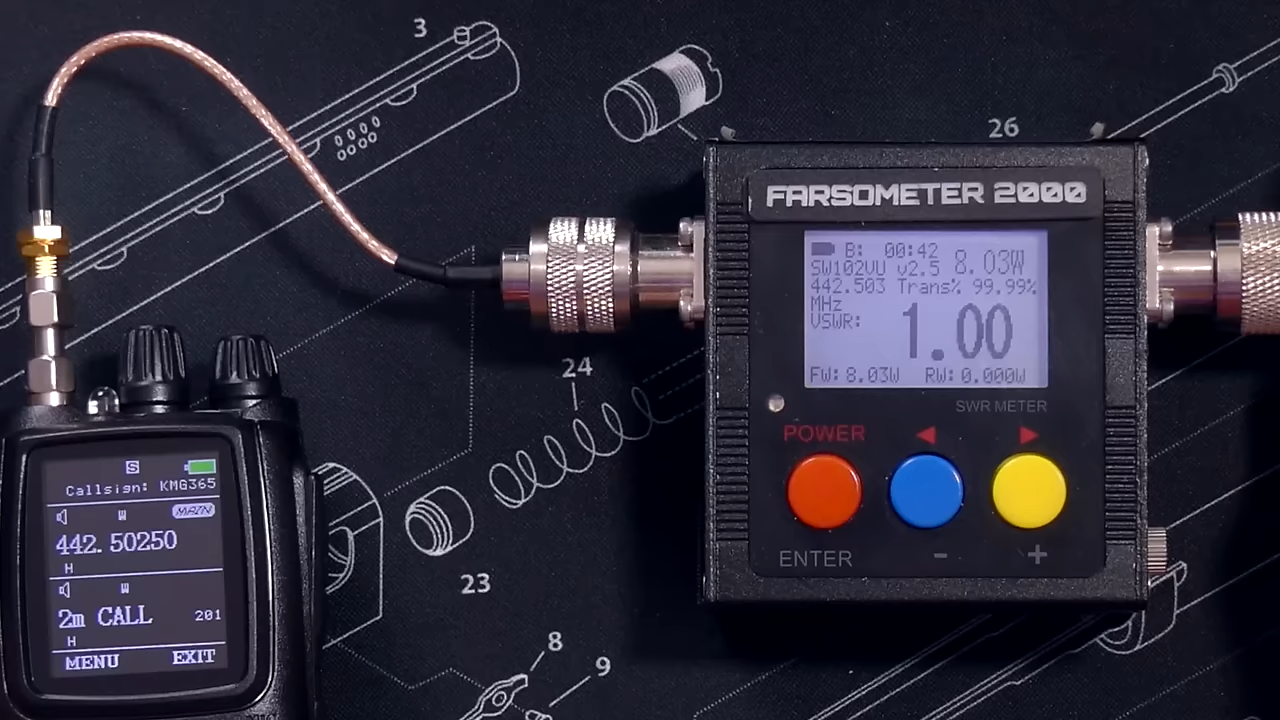 3
26
FARSOMETER 2000
B: 00:42
8.03W
SW102VU v2.5
442.503 Trans% 99.99%
MHz
VSWR: 1.00
FW: 8.03W RW: 0.000W
SWR METER
POWER
ENTER
-
+
24
23
8
9
S
Callsign: KMG365
W MAIN
442.50250
H
W
2m CALL 201
H
MENU EXIT